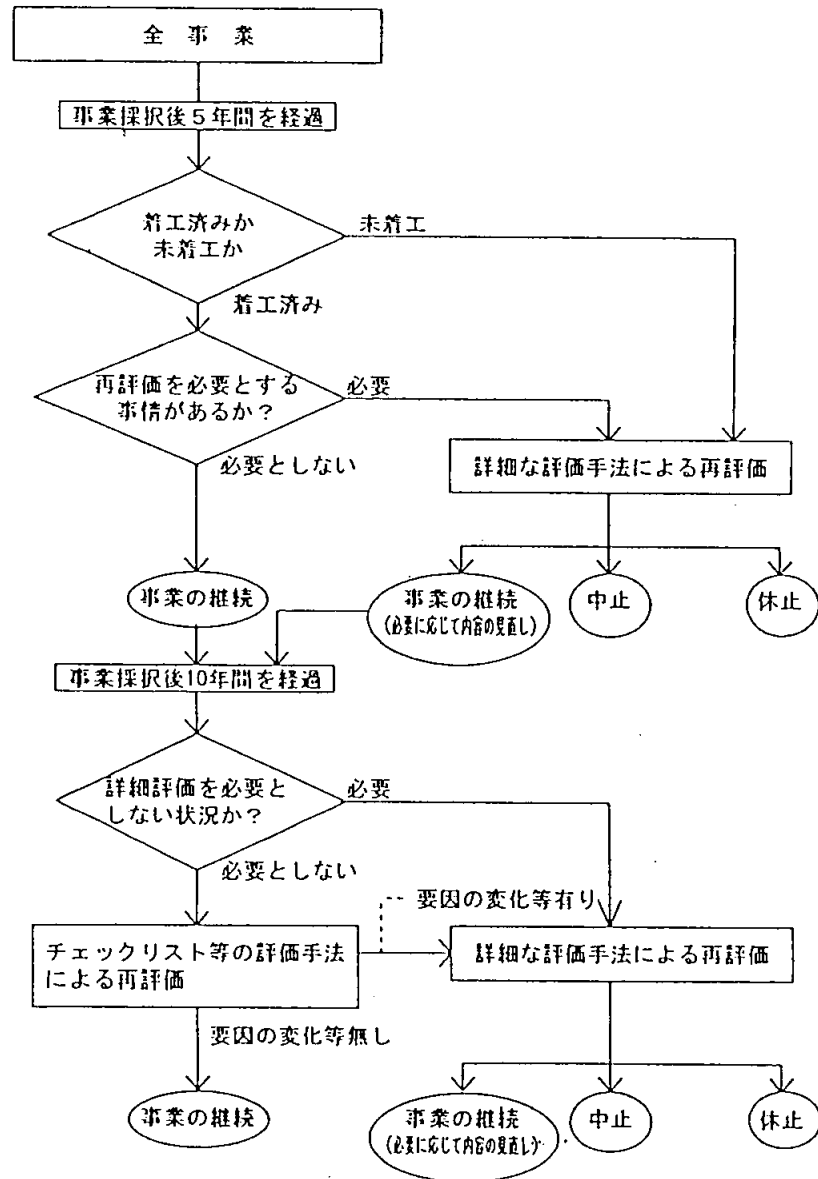 全事業
事業採択後5年間を経過
着工済みか
未着工か
未着工
着工済み
再評価を必要とする
事情があるか?
必要
必要としない
詳細な評価手法による再評価
事業の継続
事業の継続
(必要に応じて内容の見直し)
中止
休止
事業採択後10年間を経過
詳細評価を必要と
しない状況か?
必要
必要としない
要因の変化等有り
チェックリスト等の評価手法
による再評価
詳細な評価手法による再評価
要因の変化等無し
事業の継続
事業の継続
(必要に応じて内容の見直し)
中止
休止